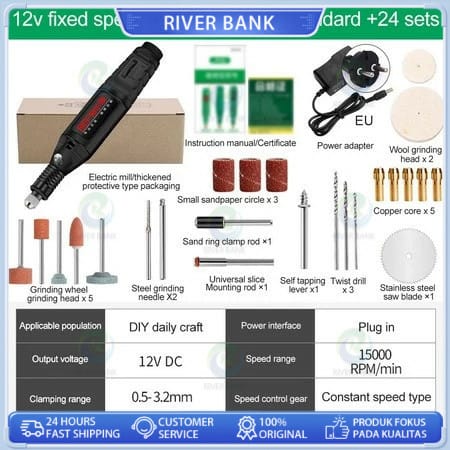 12v fixed spe
RIVER BANK
dard +24 sets
Instruction manual/Certificate
EU
Power adapter
Wool grinding
head x 2
Electric mill/thickened
protective type packaging
Small sandpaper circle x 3
Copper core x 5
Sand ring clamp rod ×1
Grinding wheel
grinding head x 5
Steel grinding
needle X2
Universal slice
Mounting rod ×1
Self tapping
lever ×1
Twist drill
x 3
Stainless steel
saw blade ×1
Applicable population
DIY daily craft
Power interface
Plug in
Output voltage
12V DC
Speed range
15000
RPM/min
Clamping range
0.5-3.2mm
Speed control gear
Constant speed type
RIVER BANK
24 HOURS
FAST SHIPPING
CUSTOMER
SERVICE
100%
ORIGINAL
PRODUK FOKUS
PADA KUALITAS